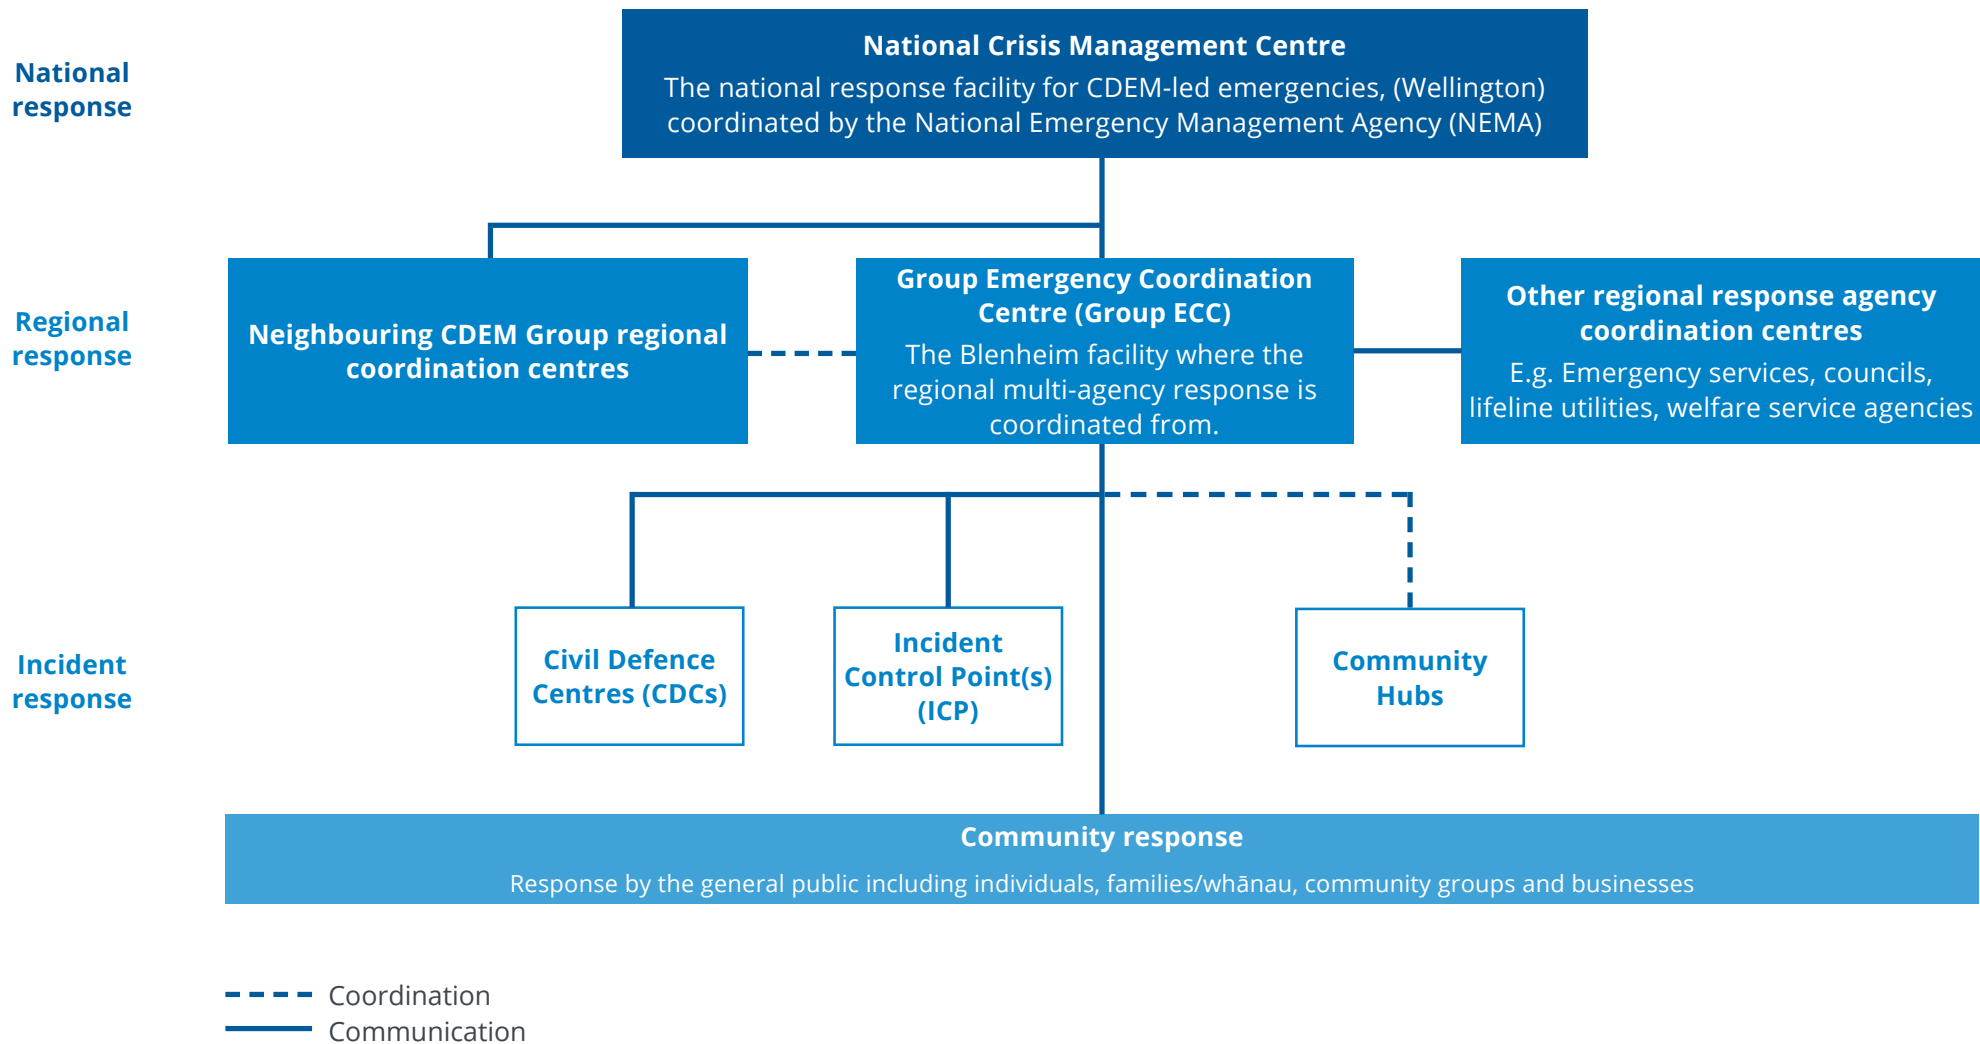 National
response
National Crisis Management Centre
The national response facility for CDEM-led emergencies, (Wellington)
coordinated by the National Emergency Management Agency (NEMA)
Regional
response
Neighbouring CDEM Group regional
coordination centres
Group Emergency Coordination
Centre (Group ECC)
The Blenheim facility where the
regional multi-agency response is
coordinated from.
Other regional response agency
coordination centres
E.g. Emergency services, councils,
lifeline utilities, welfare service agencies
Incident
response
Civil Defence
Centres (CDCs)
Incident
Control Point(s)
(ICP)
Community
Hubs
Community response
Response by the general public including individuals, families/whānau, community groups and businesses
Coordination
Communication